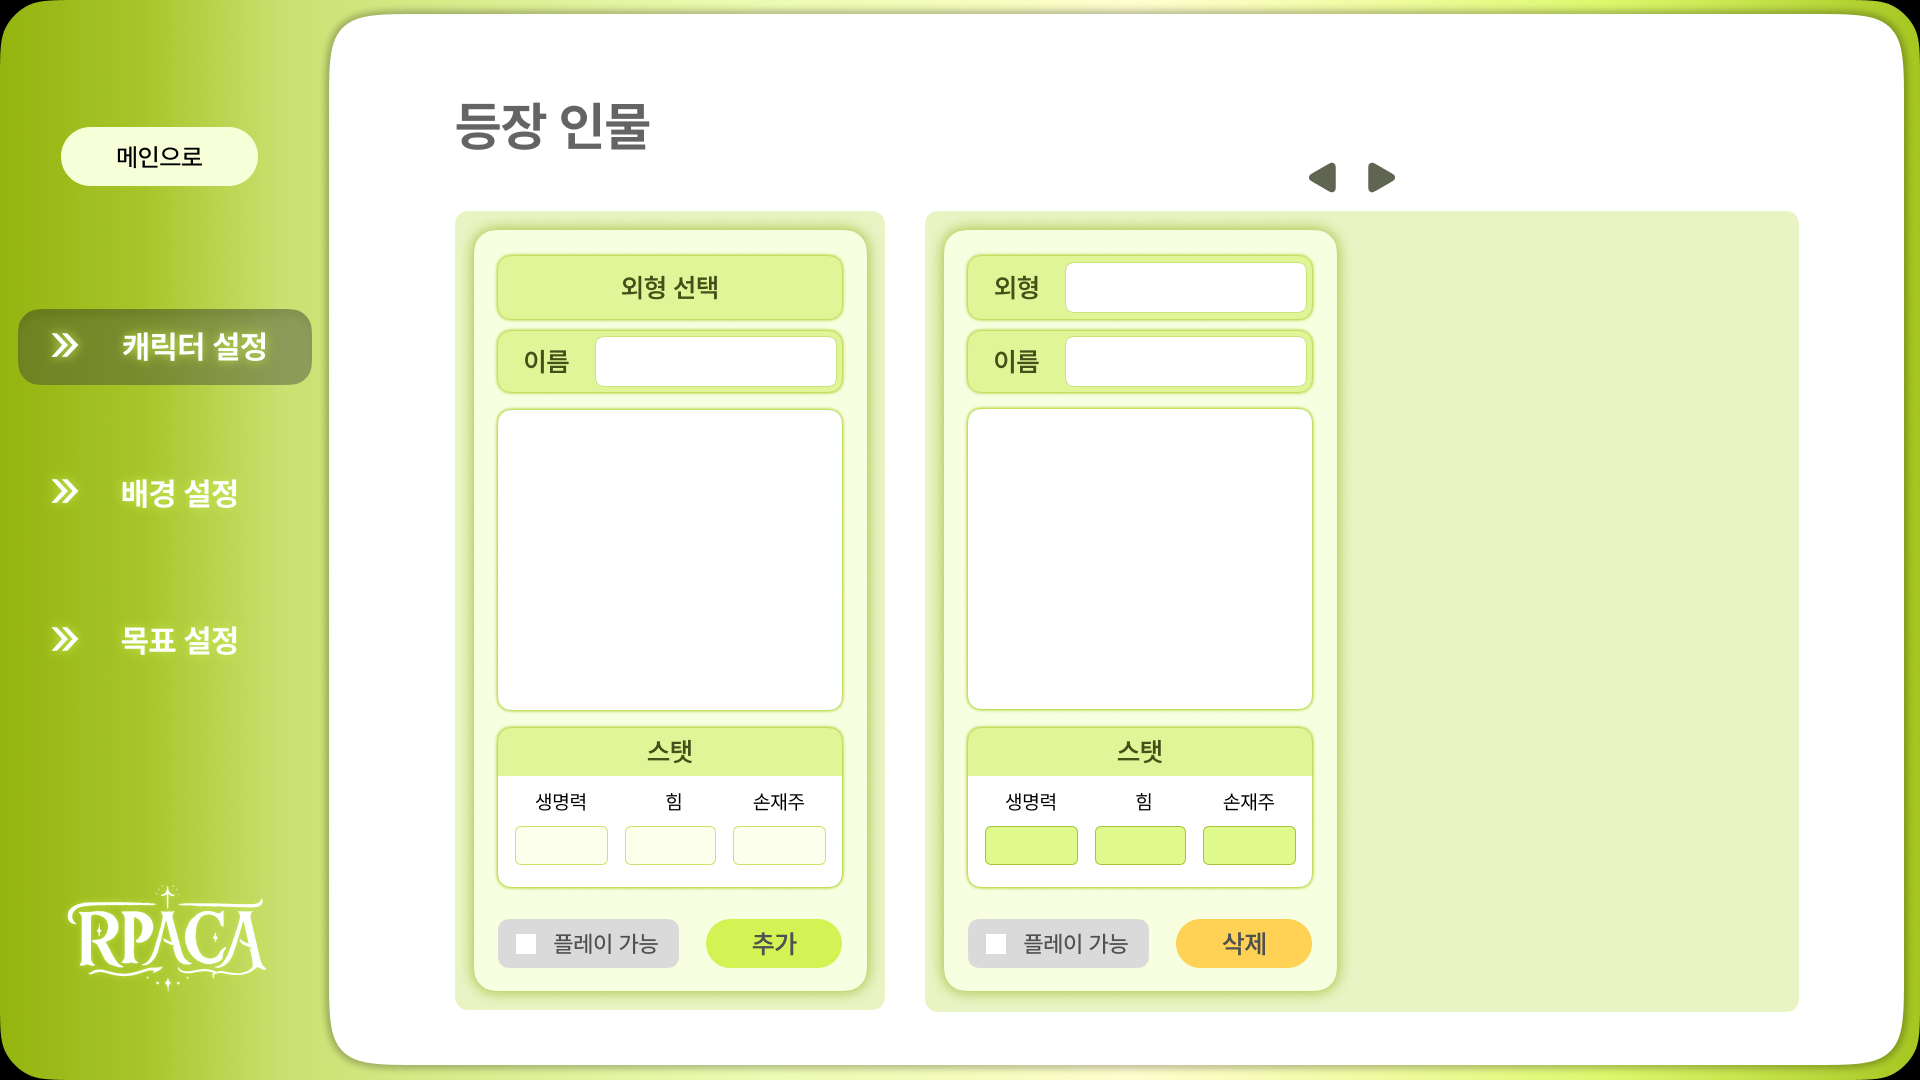 메인으로
캐릭터 설정
배경 설정
목표 설정
RPACA
등장 인물
외형 선택
이름
스탯
생명력 힘 손재주
플레이 가능 추가
외형
이름
스탯
생명력 힘 손재주
플레이 가능 삭제